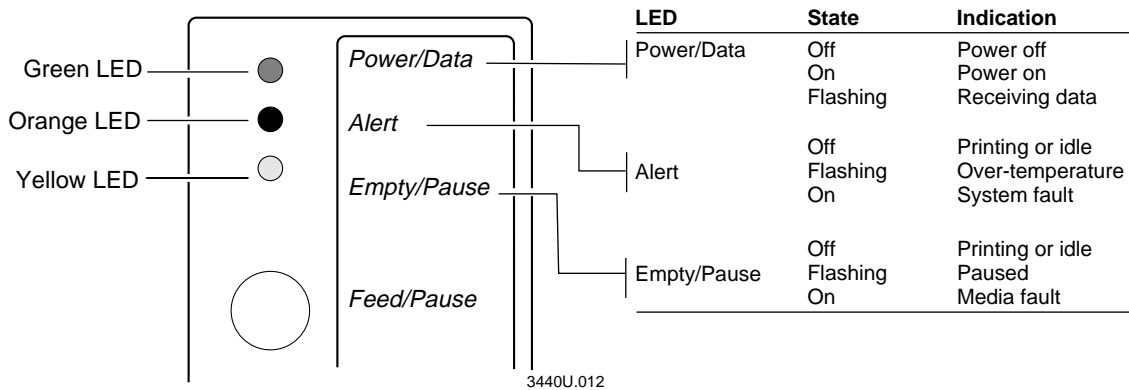 Green LED
Orange LED
Yellow LED
Power/Data
Alert
Empty/Pause
Feed/Pause
LED State Indication
Power/Data Off Power off
On Power on
Flashing Receiving data
Off Printing or idle
Alert Flashing Over-temperature
On System fault
Off Printing or idle
Empty/Pause Flashing Paused
On Media fault
3440U.012